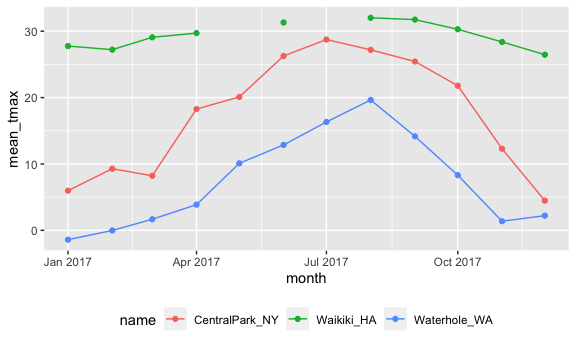 30
20
10
0
mean_tmax
Jan 2017 Apr 2017 Jul 2017 Oct 2017
month
name CentralPark_NY Waikiki_HA Waterhole_WA